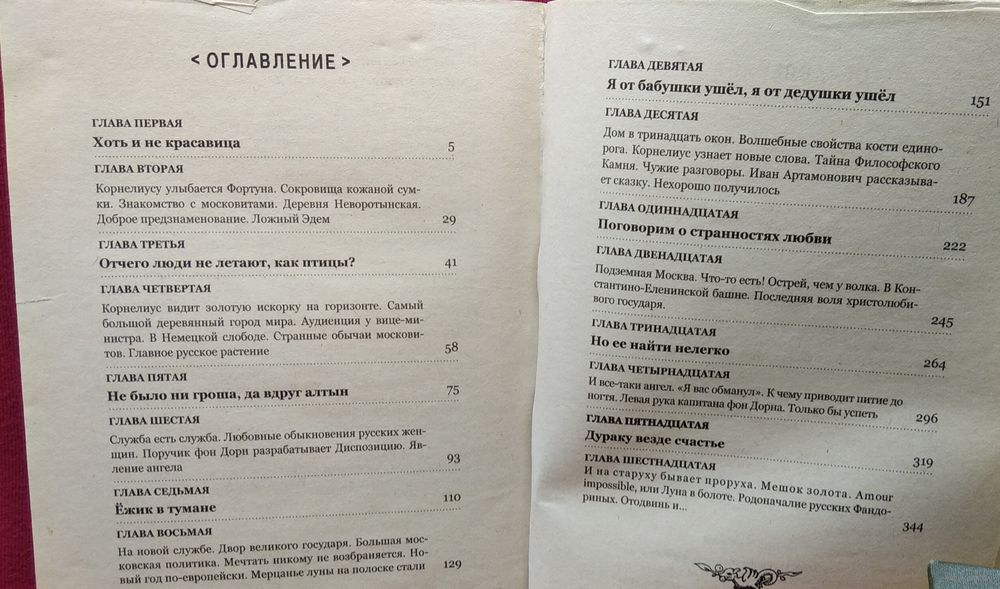 < ОГЛАВЛЕНИЕ >
ГЛАВА ПЕРВАЯ
Хоть и не красавица 5
ГЛАВА ВТОРАЯ
Корнелиусу улыбается Фортуна. Сокровища кожаной сум-
ки. Знакомство с московитами. Деревня Неворотынская.
Доброе предзнаменование. Ложный Эдем 29
ГЛАВА ТРЕТЬЯ
Отчего люди не летают, как птицы? 41
ГЛАВА ЧЕТВЕРТАЯ
Корнелиус видит золотую искорку на горизонте. Самый
большой деревянный город мира. Аудиенция у вице-ми-
нистра. В Немецкой слободе. Странные обычаи москови-
тов. Главное русское растение 58
ГЛАВА ПЯТАЯ
Не было ни гроша, да вдруг алтын 75
ГЛАВА ШЕСТАЯ
Служба есть служба. Любовные обыкновения русских жен-
щин. Поручик фон Дорн разрабатывает Диспозицию. Яв-
ление ангела 93
ГЛАВА СЕДЬМАЯ
Ёжик в тумане 110
ГЛАВА ВОСЬМАЯ
На новой службе. Двор великого государя. Большая мос-
ковская политика. Мечтать никому не возбраняется. Но-
вый год по-европейски. Мерцанье луны на полоске стали 129
ГЛАВА ДЕВЯТАЯ
Я от бабушки ушёл, я от дедушки ушёл 151
ГЛАВА ДЕСЯТАЯ
Дом в тринадцать окон. Волшебные свойства кости едино-
рога. Корнелиус узнает новые слова. Тайна Философского
Камня. Чужие разговоры. Иван Артамонович рассказыва-
ет сказку. Нехорошо получилось 187
ГЛАВА ОДИННАДЦАТАЯ
Поговорим о странностях любви 222
ГЛАВА ДВЕНАДЦАТАЯ
Подземная Москва. Что-то есть! Острей, чем у волка. В Кон-
стантино-Еленинской башне. Последняя воля христолюби-
вого государя. 245
ГЛАВА ТРИНАДЦАТАЯ
Но ее найти нелегко 264
ГЛАВА ЧЕТЫРНАДЦАТАЯ
И все-таки ангел. «Я вас обманул». К чему приводит питие до
ногтя. Левая рука капитана фон Дорна. Только бы успеть 296
ГЛАВА ПЯТНАДЦАТАЯ
Дураку везде счастье 319
ГЛАВА ШЕСТНАДЦАТАЯ
И на старуху бывает проруха. Мешок золота. Amour
impossible, или Луна в болоте. Родоначалие русских Фандо-
риных. Отодвинь и... 344